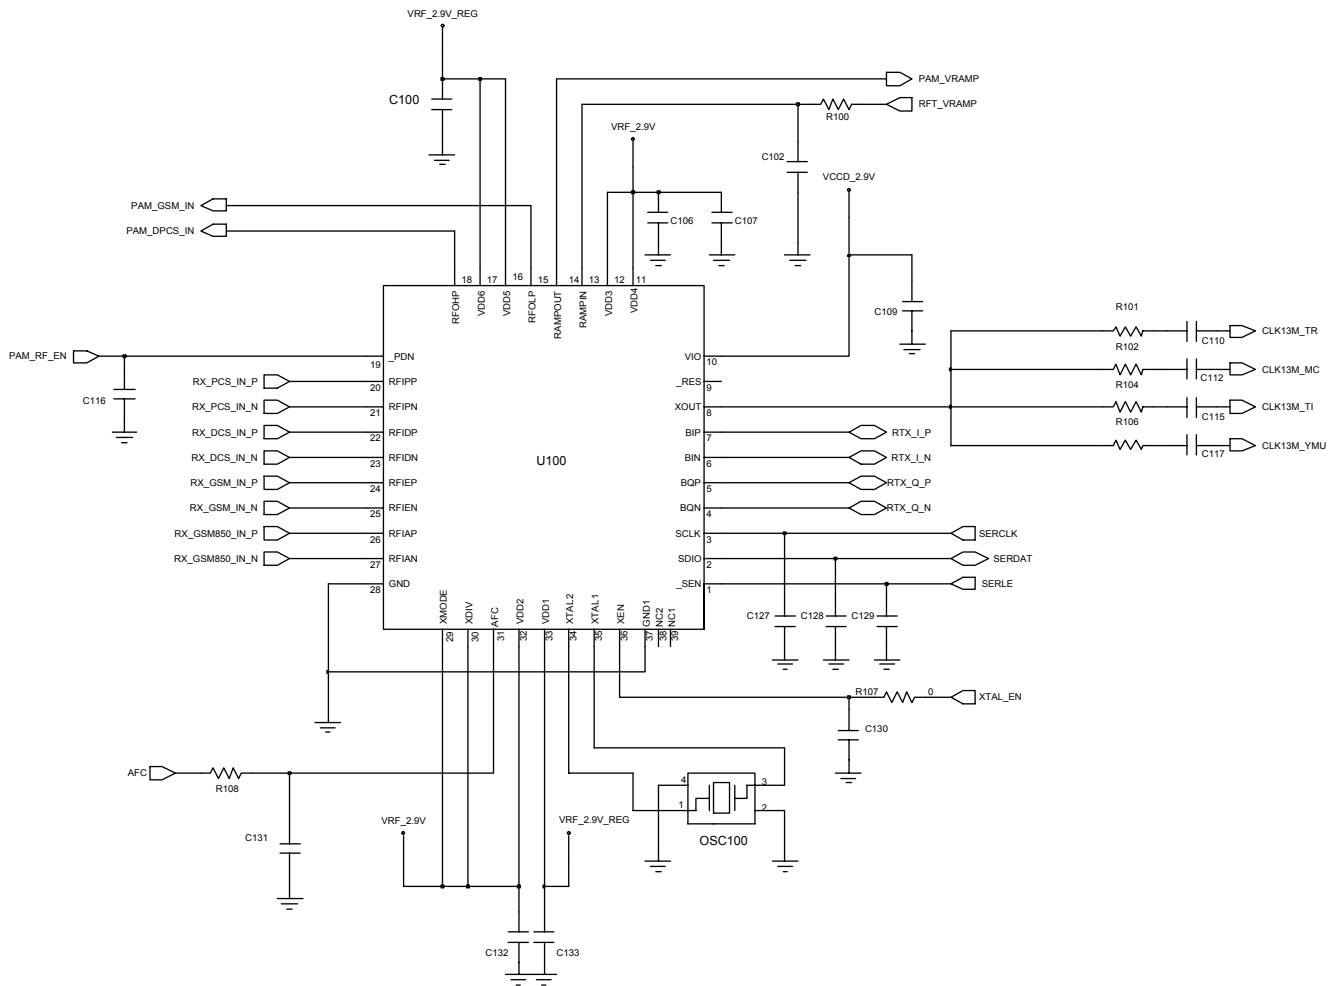 VRF_2.9V_REG
C100
PAM_VRAMP
RFT_VRAMP
R100
VRF_2.9V
C102
VCCD_2.9V
PAM_GSM_IN
PAM_DPCS_IN
C106
C107
18 17 16 15 14 13 12 11
RFOHP
VDD6
VDD5
RFOLP
RAMPOUT
RAMPIN
VDD3
VDD4
C109
R101
CLK13M_TR
C110
R102
CLK13M_MC
C112
R104
CLK13M_TI
C115
R106
CLK13M_YMU
C117
PAM_RF_EN
C116
19 _PDN
RX_PCS_IN_P
20 RFIPP
RX_PCS_IN_N
21 RFIPN
RX_DCS_IN_P
22 RFIDP
RX_DCS_IN_N
23 RFIDN
RX_GSM_IN_P
24 RFIEP
RX_GSM_IN_N
25 RFIEN
RX_GSM850_IN_P
26 RFIAP
RX_GSM850_IN_N
27 RFIAN
28 GND
U100
VIO 10
_RES 9
XOUT 8
BIP 7
RTX_I_P
BIN 6
RTX_I_N
BQP 5
RTX_Q_P
BQN 4
RTX_Q_N
SCLK 3
SERCLK
SDIO 2
SERDAT
_SEN 1
SERLE
C127
C128
C129
XMODE
XDIV
AFC
VDD2
VDD1
XTAL2
XTAL1
XEN
GND1
NC2
NC1
29 30 31 32 33 34 35 36 37 38 39
R107
0
XTAL_EN
C130
AFC
R108
C131
4
3
1
2
OSC100
VRF_2.9V
VRF_2.9V_REG
C132
C133